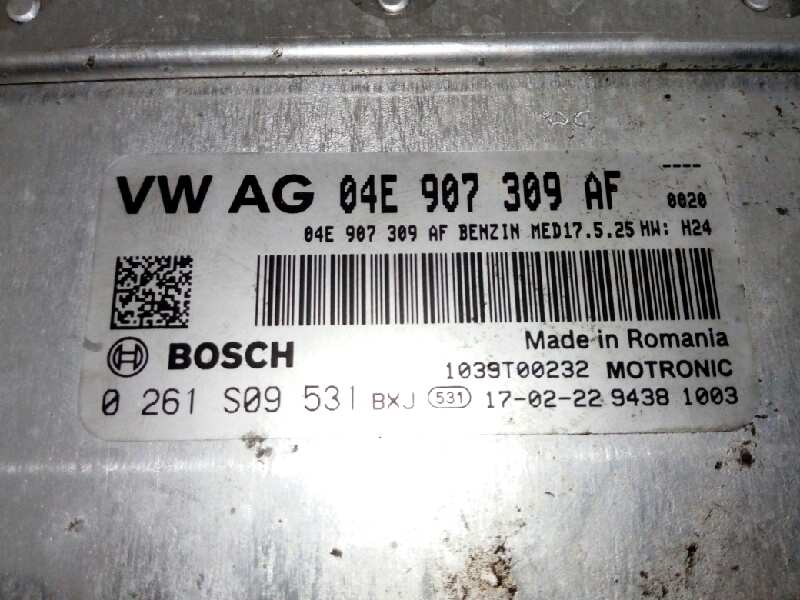 VW AG 04E 907 309 AF ---- 0020
04E 907 309 AF BENZIN MED17.5.25 HW: H24
Made in Romania
BOSCH 1039T00232 MOTRONIC
0 261 S09 531 BXJ 531 17-02-22 9438 1003